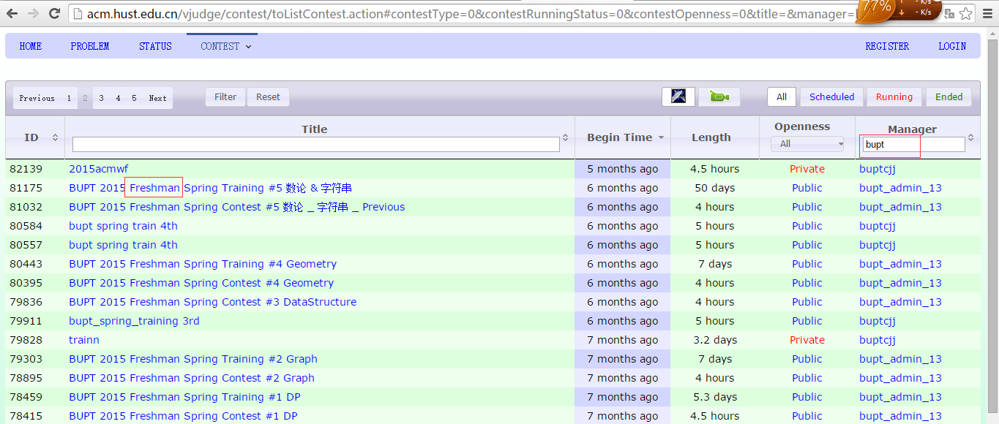 acm.hust.edu.cn/vjudge/contest/toListContest.action#contestType=0&contestRunningStatus=0&contestOpenness=0&title=&manager=
77% - K/s
- K/s
HOME PROBLEM STATUS CONTEST REGISTER LOGIN
Previous 1 2 3 4 5 Next Filter Reset All Scheduled Running Ended
ID Title Begin Time Length Openness Manager
All bupt
82139 2015acmwf 5 months ago 4.5 hours Private buptcjj
81175 BUPT 2015 Freshman Spring Training #5 数论 & 字符串 6 months ago 50 days Public bupt_admin_13
81032 BUPT 2015 Freshman Spring Contest #5 数论 _ 字符串 _ Previous 6 months ago 4 hours Public bupt_admin_13
80584 bupt spring train 4th 6 months ago 5 hours Public buptcjj
80557 bupt spring train 4th 6 months ago 5 hours Public buptcjj
80443 BUPT 2015 Freshman Spring Training #4 Geometry 6 months ago 7 days Public bupt_admin_13
80395 BUPT 2015 Freshman Spring Contest #4 Geometry 6 months ago 4 hours Public bupt_admin_13
79836 BUPT 2015 Freshman Spring Contest #3 DataStructure 6 months ago 4 hours Public bupt_admin_13
79911 bupt_spring_training 3rd 6 months ago 5 hours Public buptcjj
79828 trainn 7 months ago 3.2 days Private buptcjj
79303 BUPT 2015 Freshman Spring Training #2 Graph 7 months ago 7 days Public bupt_admin_13
78895 BUPT 2015 Freshman Spring Contest #2 Graph 7 months ago 4 hours Public bupt_admin_13
78459 BUPT 2015 Freshman Spring Training #1 DP 7 months ago 5.3 days Public bupt_admin_13
78415 BUPT 2015 Freshman Spring Contest #1 DP 7 months ago 4.5 hours Public bupt_admin_13